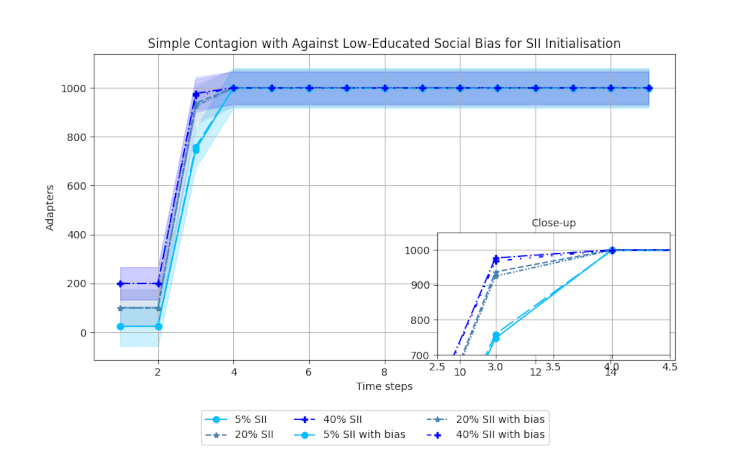 Simple Contagion with Against Low-Educated Social Bias for SII Initialisation
Adapters
1000
800
600
400
200
0
2
4
6
8
10
12
14
Time steps
Close-up
1000
900
800
700
2.5
3.0
3.5
4.0
4.5
5% SII
20% SII
40% SII
5% SII with bias
20% SII with bias
40% SII with bias